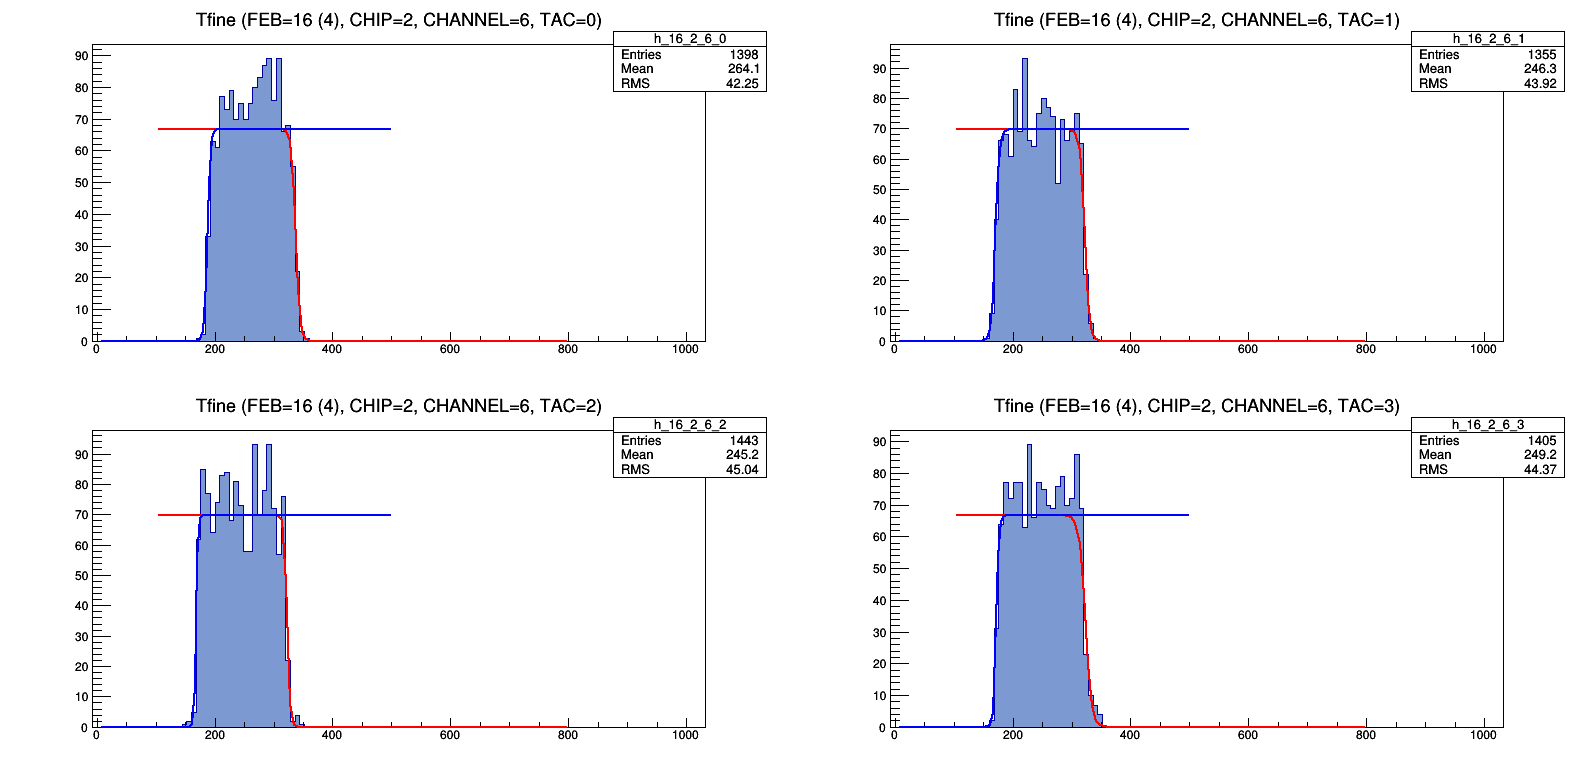 Tfine (FEB=16 (4), CHIP=2, CHANNEL=6, TAC=0)
h_16_2_6_0
Entries 1398
Mean 264.1
RMS 42.25
90
80
70
60
50
40
30
20
10
0
0 200 400 600 800 1000
Tfine (FEB=16 (4), CHIP=2, CHANNEL=6, TAC=1)
h_16_2_6_1
Entries 1355
Mean 246.3
RMS 43.92
90
80
70
60
50
40
30
20
10
0
0 200 400 600 800 1000
Tfine (FEB=16 (4), CHIP=2, CHANNEL=6, TAC=2)
h_16_2_6_2
Entries 1443
Mean 245.2
RMS 45.04
90
80
70
60
50
40
30
20
10
0
0 200 400 600 800 1000
Tfine (FEB=16 (4), CHIP=2, CHANNEL=6, TAC=3)
h_16_2_6_3
Entries 1405
Mean 249.2
RMS 44.37
90
80
70
60
50
40
30
20
10
0
0 200 400 600 800 1000